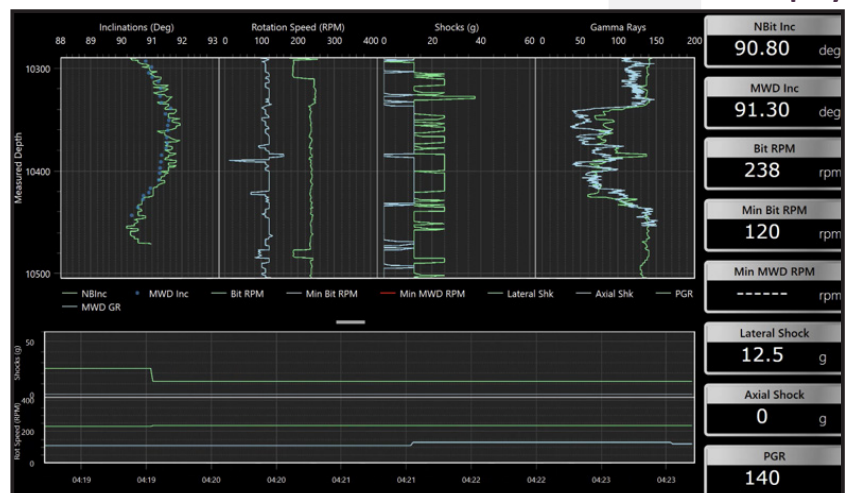 Inclinations (Deg)
Rotation Speed (RPM)
Shocks (g)
Gamma Rays
88 89 90 91 92 93 0 100 200 300 400 0 20 40 60 0 50 100 150 200
Measured Depth
10300
10400
10500
NBInc
MWD Inc
Bit RPM
Min Bit RPM
Min MWD RPM
Lateral Shk
Axial Shk
PGR
MWD GR
Shocks (g)
50
0
Rot Speed (RPM)
400
200
0
04:19 04:19 04:20 04:20 04:21 04:21 04:22 04:22 04:23 04:23
NBit Inc
90.80 deg
MWD Inc
91.30 deg
Bit RPM
238 rpm
Min Bit RPM
120 rpm
Min MWD RPM
------ rpm
Lateral Shock
12.5 g
Axial Shock
0 g
PGR
140